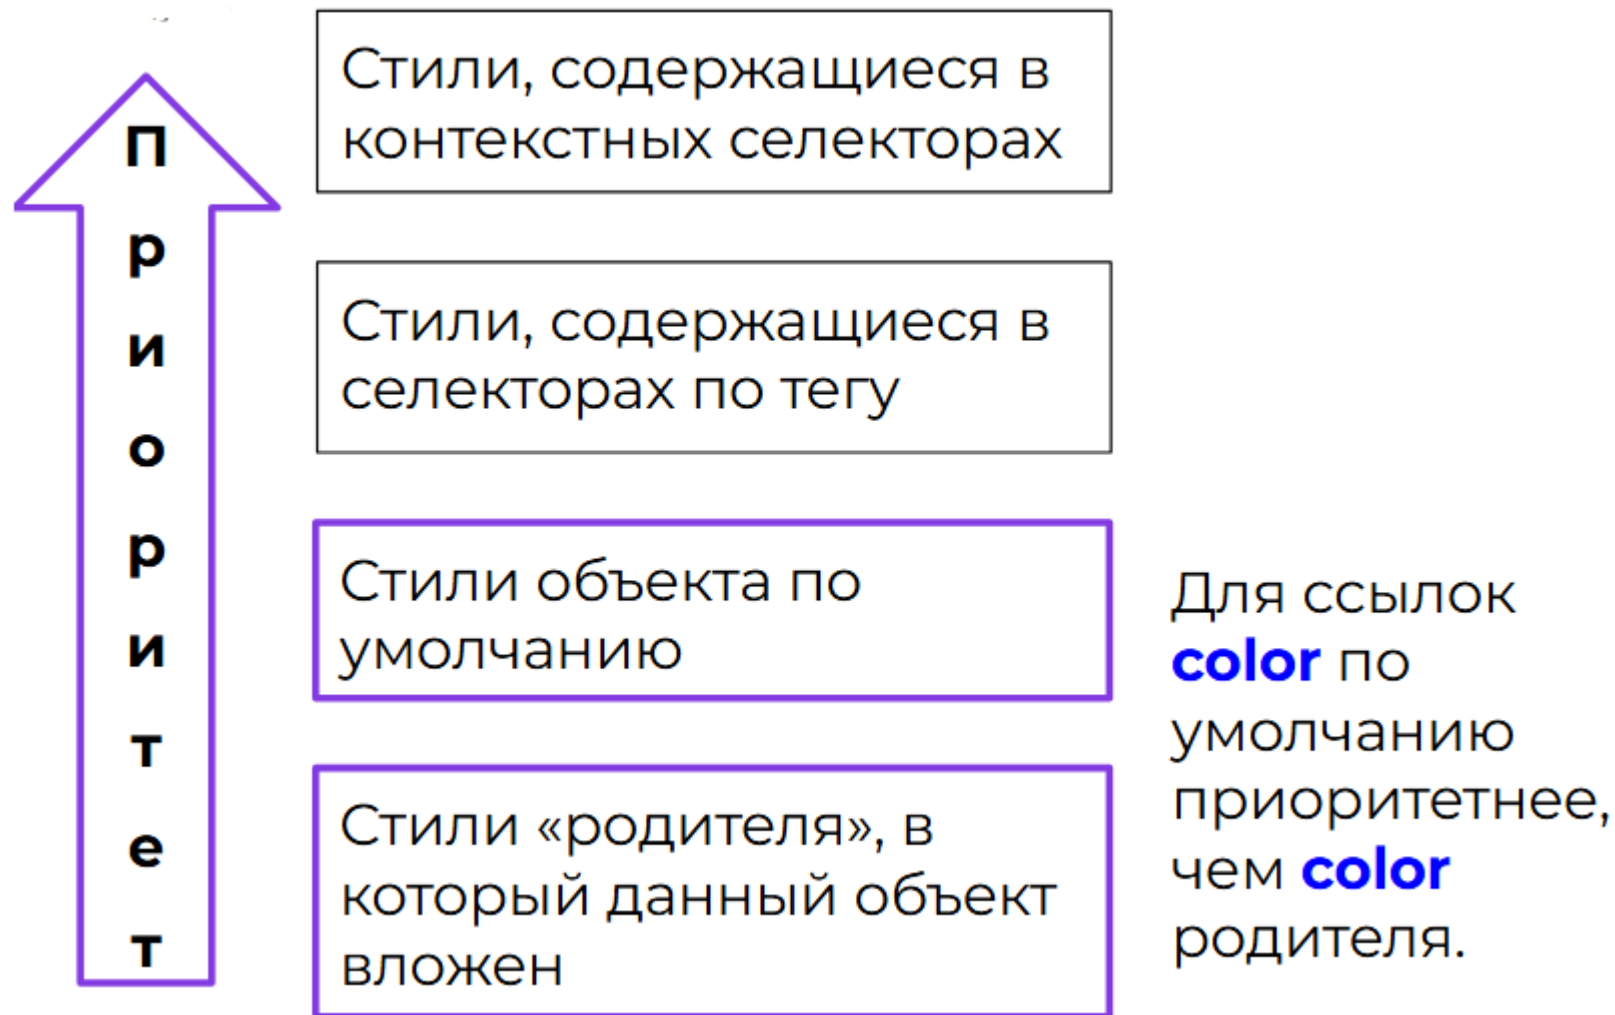 Приоритет
Стили, содержащиеся в
контекстных селекторах
Стили, содержащиеся в
селекторах по тегу
Стили объекта по
умолчанию
Стили «родителя», в
который данный объект
вложен
Для ссылок
color по
умолчанию
приоритетнее,
чем color
родителя.